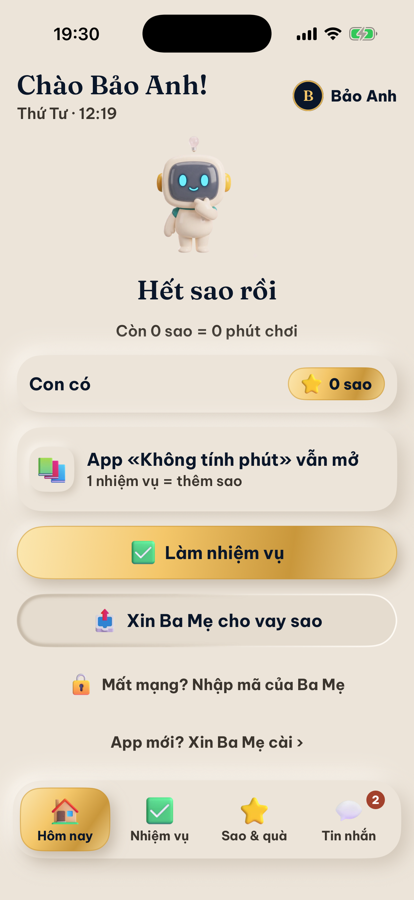 19:30
Chào Bảo Anh!
Thứ Tư · 12:19
B
Bảo Anh
Hết sao rồi
Còn 0 sao = 0 phút chơi
Con có
0 sao
App «Không tính phút» vẫn mở
1 nhiệm vụ = thêm sao
Làm nhiệm vụ
Xin Ba Mẹ cho vay sao
Mất mạng? Nhập mã của Ba Mẹ
App mới? Xin Ba Mẹ cài ›
2
Hôm nay
Nhiệm vụ
Sao & quà
Tin nhắn